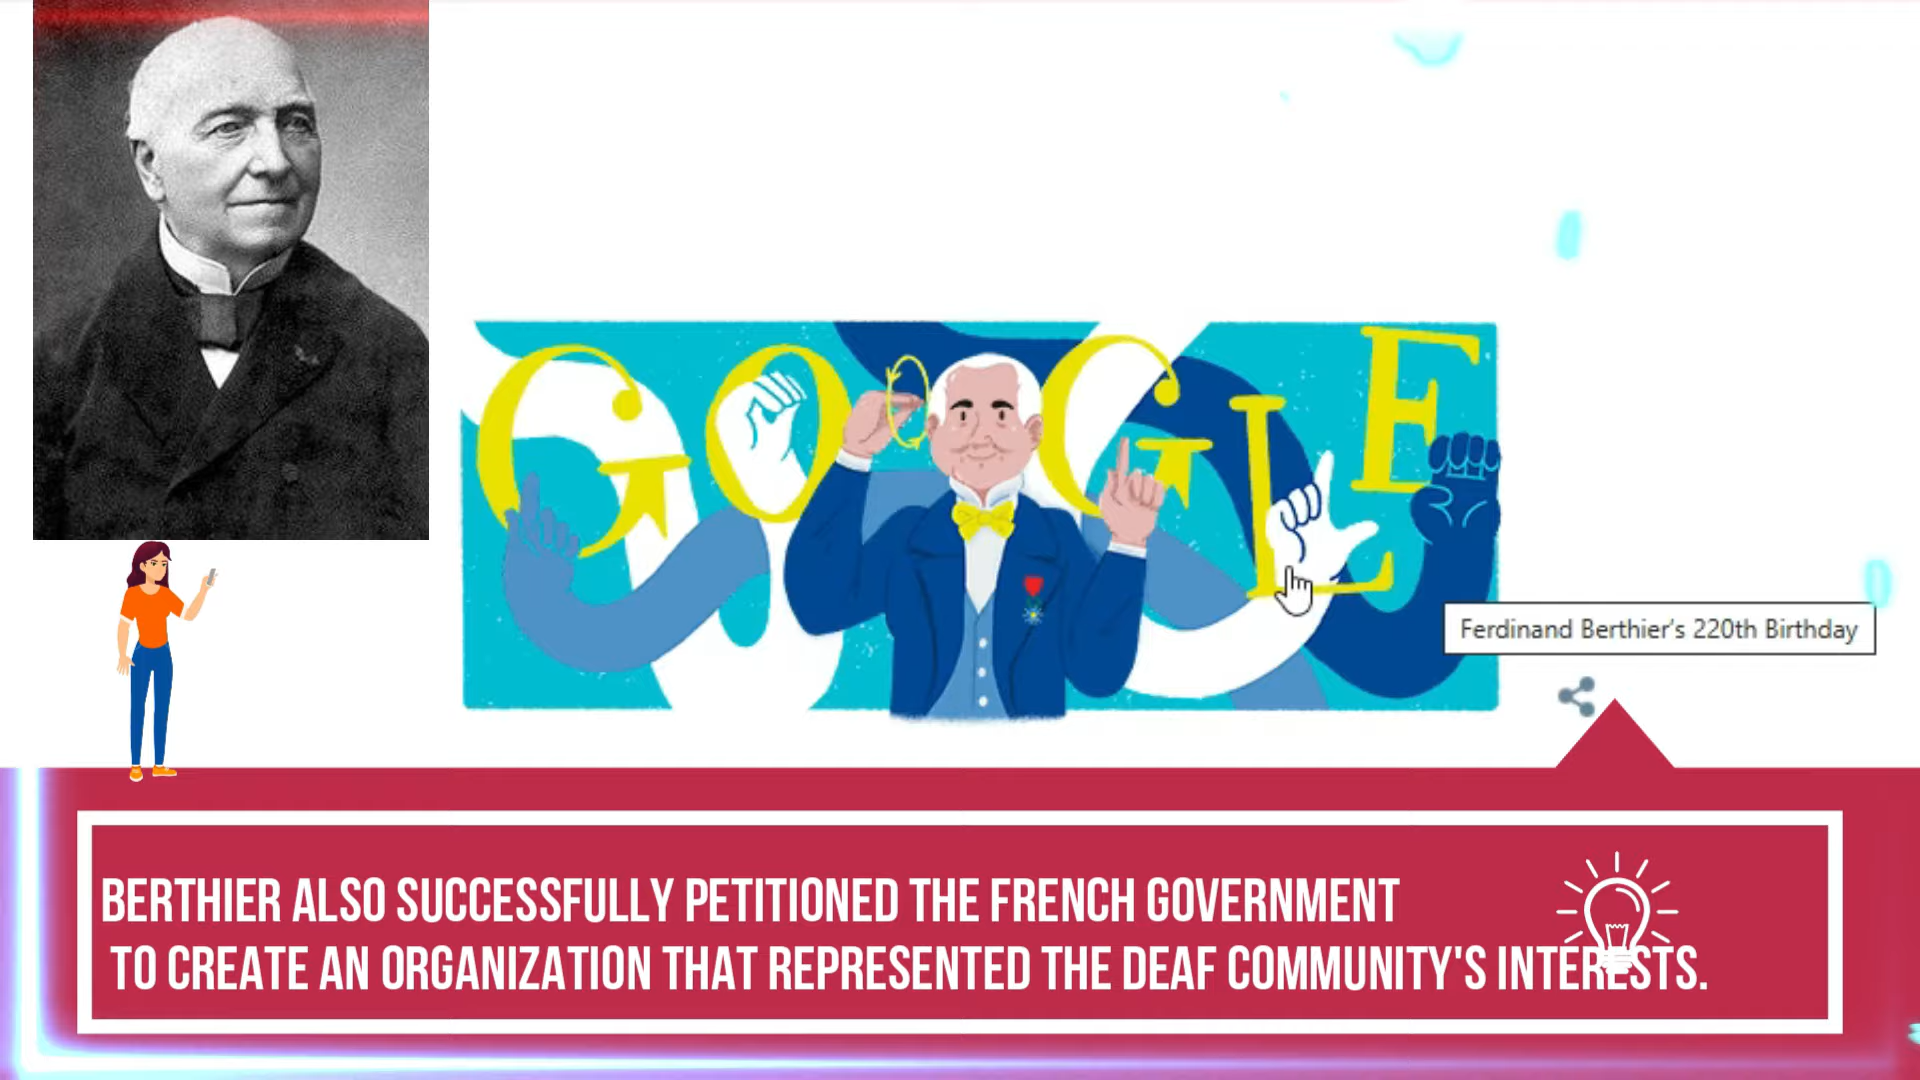 GOOGLE
Ferdinand Berthier's 220th Birthday
BERTHIER ALSO SUCCESSFULLY PETITIONED THE FRENCH GOVERNMENT
TO CREATE AN ORGANIZATION THAT REPRESENTED THE DEAF COMMUNITY'S INTERESTS.